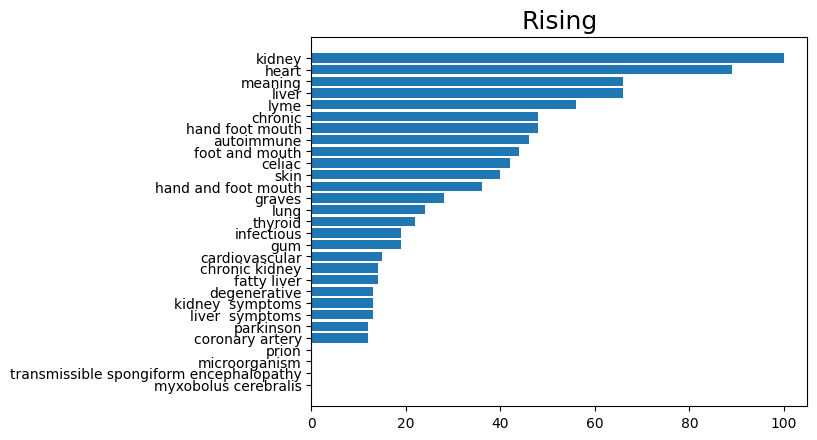 Rising
kidney
heart
meaning
liver
lyme
chronic
hand foot mouth
autoimmune
foot and mouth
celiac
skin
hand and foot mouth
graves
lung
thyroid
infectious
gum
cardiovascular
chronic kidney
fatty liver
degenerative
kidney  symptoms
liver  symptoms
parkinson
coronary artery
prion
microorganism
transmissible spongiform encephalopathy
myxobolus cerebralis
0 20 40 60 80 100